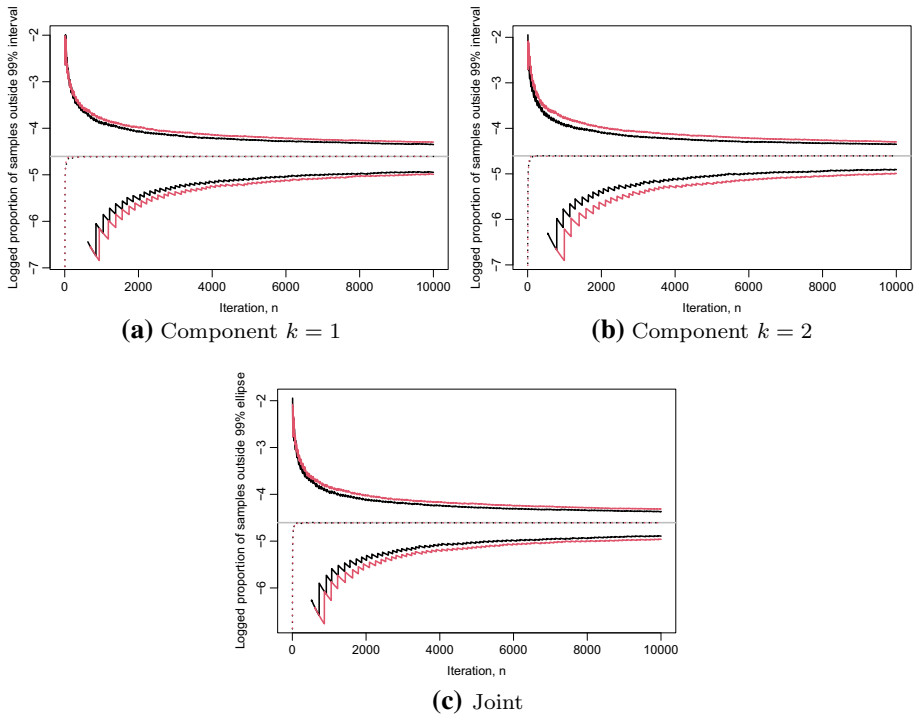 Logged proportion of samples outside 99% interval
-2
-3
-4
-5
-6
-7
0 2000 4000 6000 8000 10000
Iteration, n
(a) Component k = 1
Logged proportion of samples outside 99% interval
-2
-3
-4
-5
-6
-7
0 2000 4000 6000 8000 10000
Iteration, n
(b) Component k = 2
Logged proportion of samples outside 99% ellipse
-2
-3
-4
-5
-6
0 2000 4000 6000 8000 10000
Iteration, n
(c) Joint